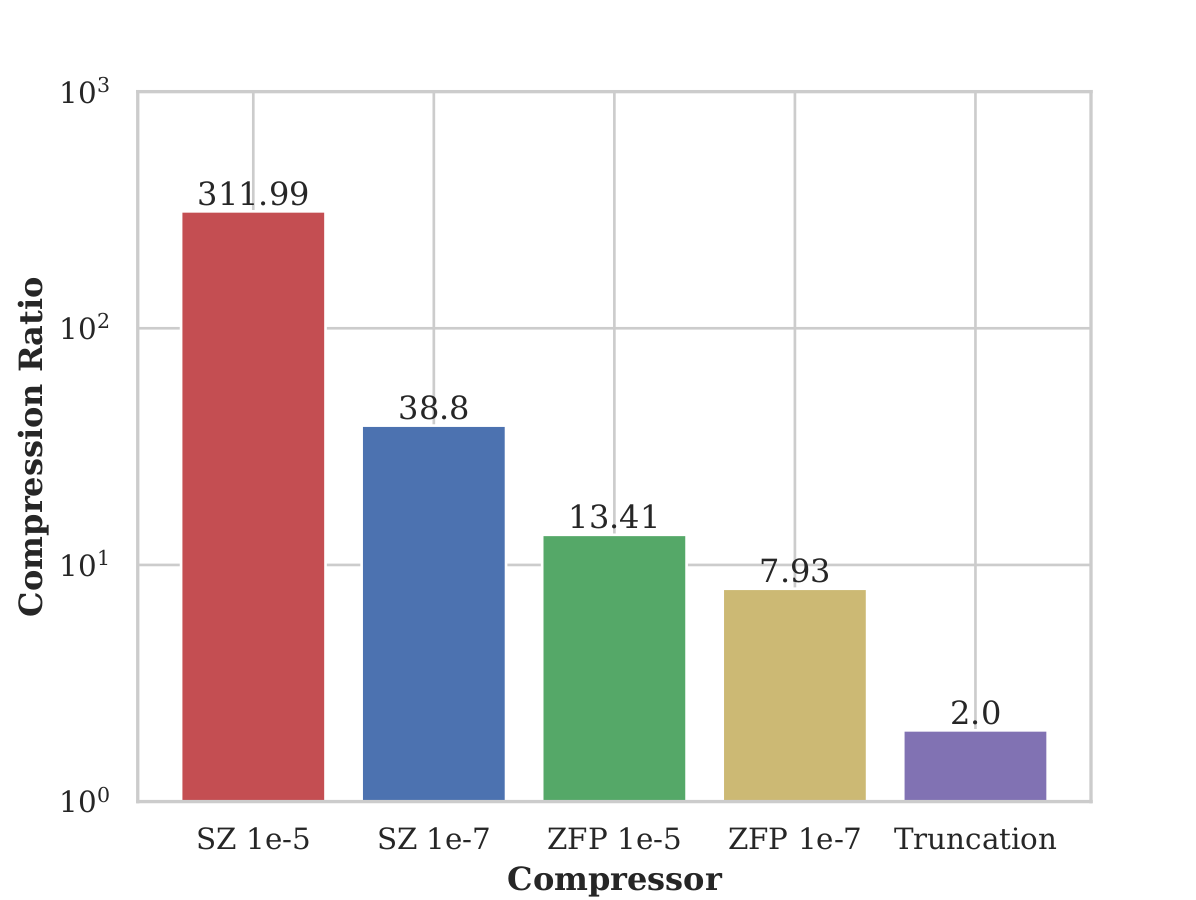 10³
311.99
10²
38.8
13.41
10¹
7.93
2.0
10⁰
Compression Ratio
SZ 1e-5
SZ 1e-7
ZFP 1e-5
ZFP 1e-7
Truncation
Compressor